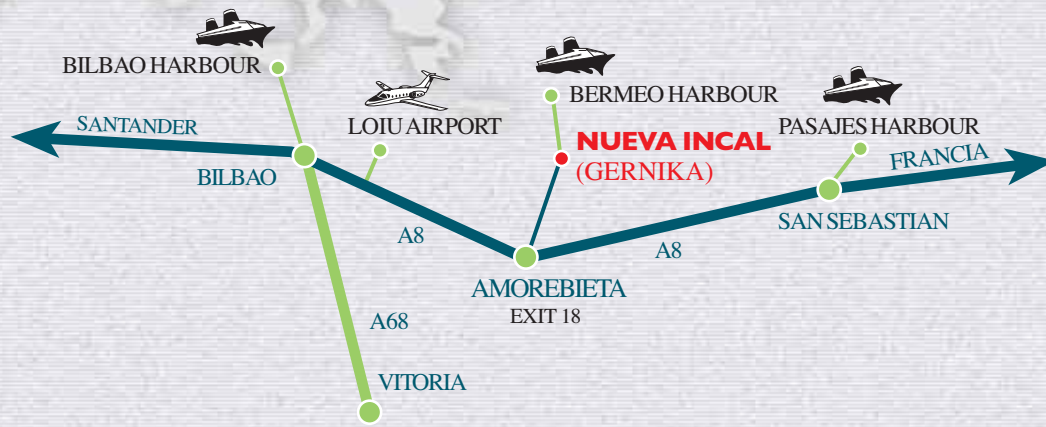 BILBAO HARBOUR
BERMEO HARBOUR
SANTANDER
LOIU AIRPORT
PASAJES HARBOUR
NUEVA INCAL
(GERNIKA)
FRANCIA
BILBAO
SAN SEBASTIAN
A8
A8
AMOREBIETA
EXIT 18
A68
VITORIA